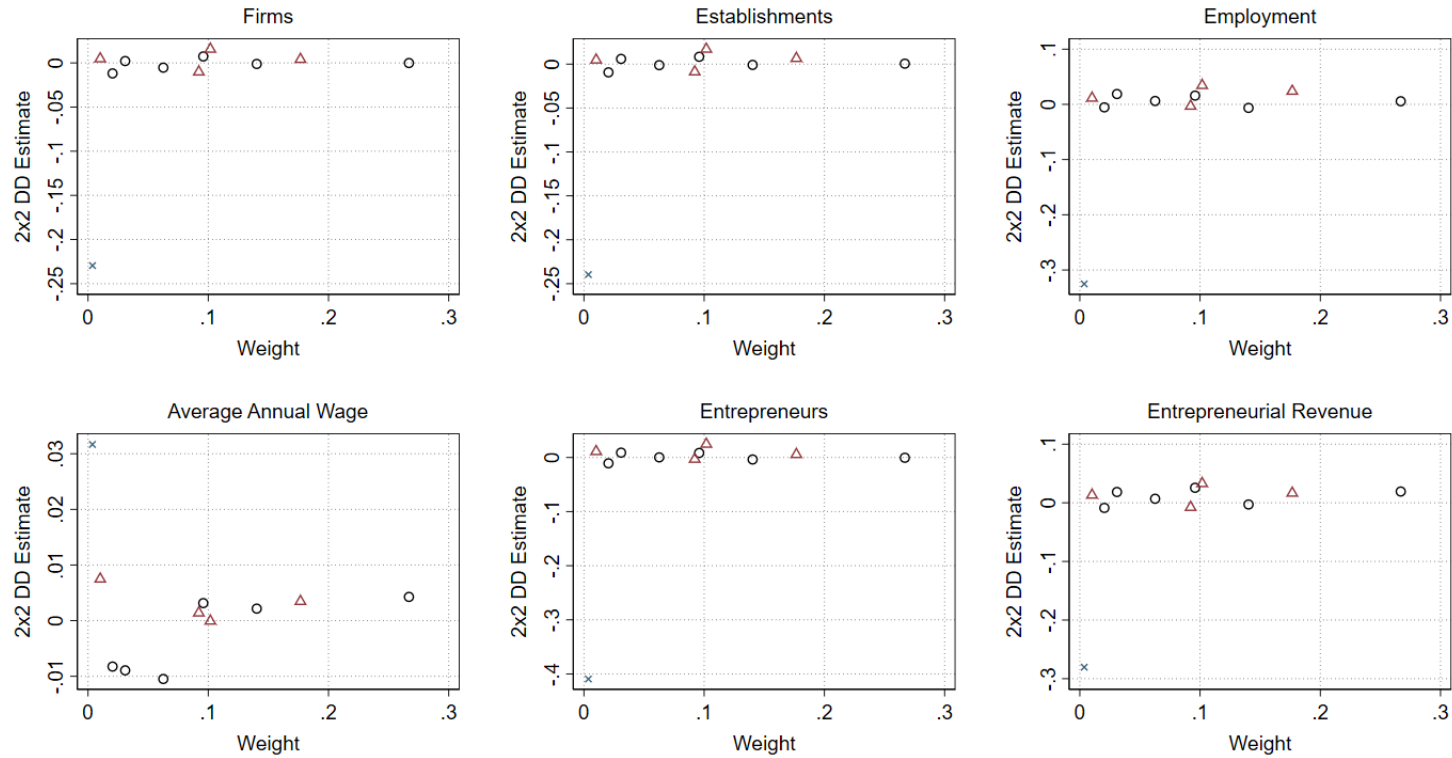 Firms
2x2 DD Estimate
0
-.05
-.1
-.15
-.2
-.25
0 .1 .2 .3
Weight
Establishments
2x2 DD Estimate
0
-.05
-.1
-.15
-.2
-.25
0 .1 .2 .3
Weight
Employment
2x2 DD Estimate
.1
0
-.1
-.2
-.3
0 .1 .2 .3
Weight
Average Annual Wage
2x2 DD Estimate
.03
.02
.01
0
-.01
0 .1 .2 .3
Weight
Entrepreneurs
2x2 DD Estimate
0
-.1
-.2
-.3
-.4
0 .1 .2 .3
Weight
Entrepreneurial Revenue
2x2 DD Estimate
.1
0
-.1
-.2
-.3
0 .1 .2 .3
Weight